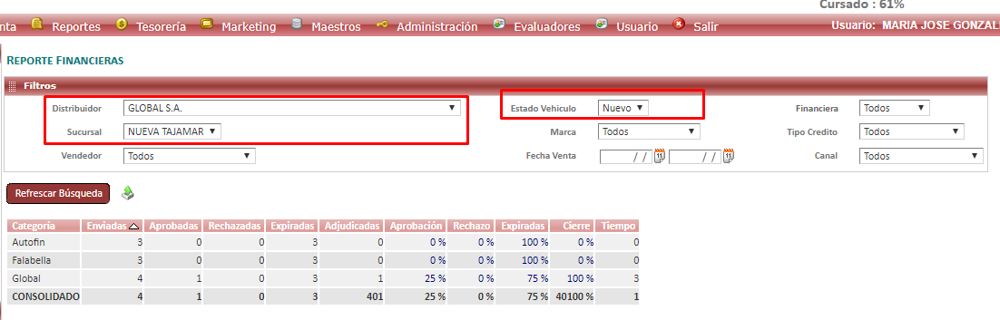 Cursado : 61%
nta Reportes Tesorería Marketing Maestros Administración Evaluadores Usuario Salir Usuario: MARIA JOSE GONZAL
REPORTE FINANCIERAS
Filtros
Distribuidor GLOBAL S.A. Estado Vehiculo Nuevo Financiera Todos
Sucursal NUEVA TAJAMAR Marca Todos Tipo Credito Todos
Vendedor Todos Fecha Venta / / 11 / / 11 Canal Todos
Refrescar Búsqueda
Categoría Enviadas Aprobadas Rechazadas Expiradas Adjudicadas Aprobación Rechazo Expiradas Cierre Tiempo
Autofin 3 0 0 3 0 0 % 0 % 100 % 0 % 0
Falabella 3 0 0 3 0 0 % 0 % 100 % 0 % 0
Global 4 1 0 3 1 25 % 0 % 75 % 100 % 3
CONSOLIDADO 4 1 0 3 401 25 % 0 % 75 % 40100 % 1